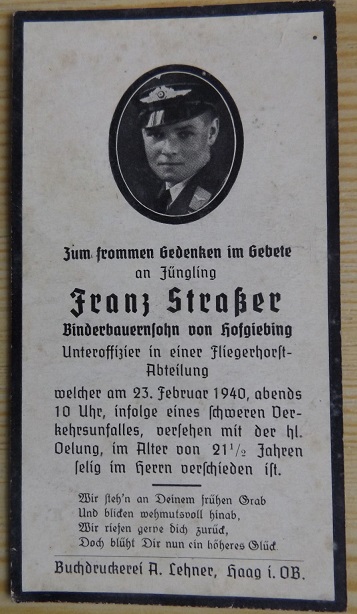 Zum frommen Gedenken im Gebete
an Jüngling
Franz Straßer
Binderbauernsohn von Hofgiebing
Unteroffizier in einer Fliegerhorst-
Abteilung
welcher am 23. Februar 1940, abends
10 Uhr, infolge eines schweren Ver-
kehrsunfalles, versehen mit der hl.
Oelung, im Alter von 21 1/2 Jahren
selig im Herrn verschieden ist.
Wir steh'n an Deinem frühen Grab
Und blicken wehmutsvoll hinab,
Wir riefen gerne dich zurück,
Doch blüht Dir nun ein höheres Glück.
Buchdruckerei A. Lehner, Haag i. OB.